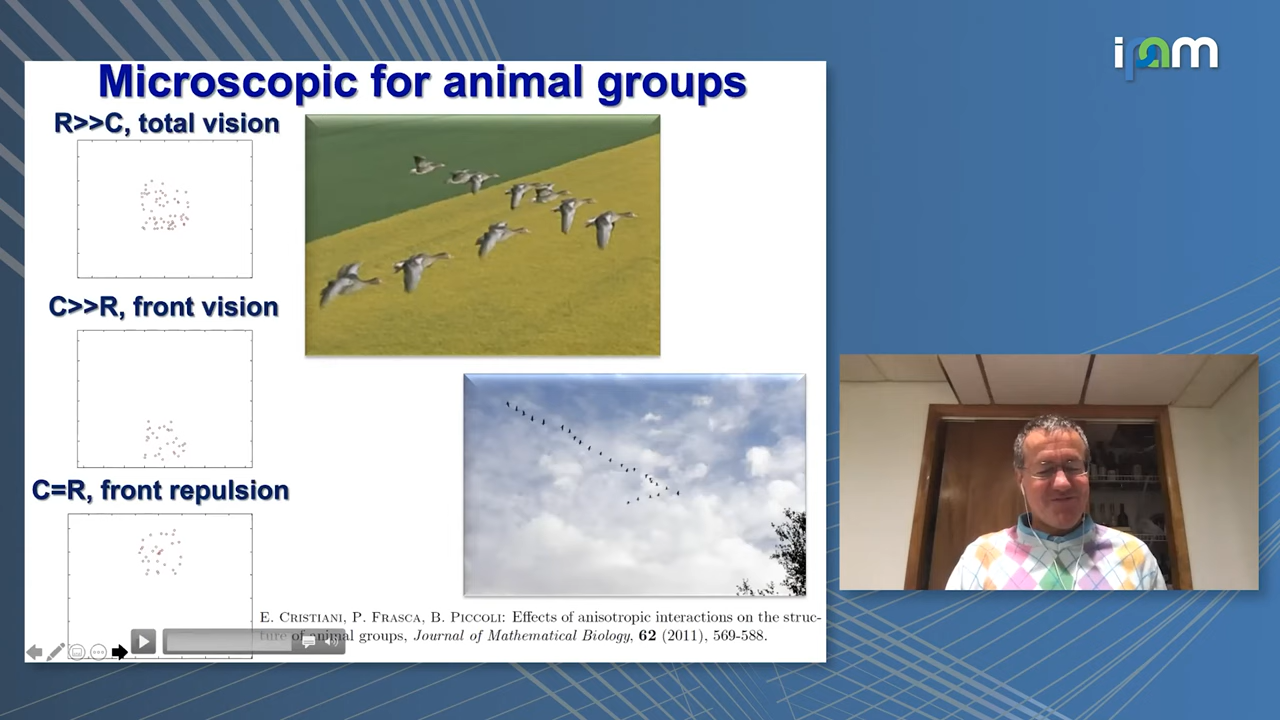 ipam
Microscopic for animal groups
R>>C, total vision
C>>R, front vision
C=R, front repulsion
E. Cristiani, P. Frasca, B. Piccoli: Effects of anisotropic interactions on the struc-
ture of animal groups, Journal of Mathematical Biology, 62 (2011), 569-588.